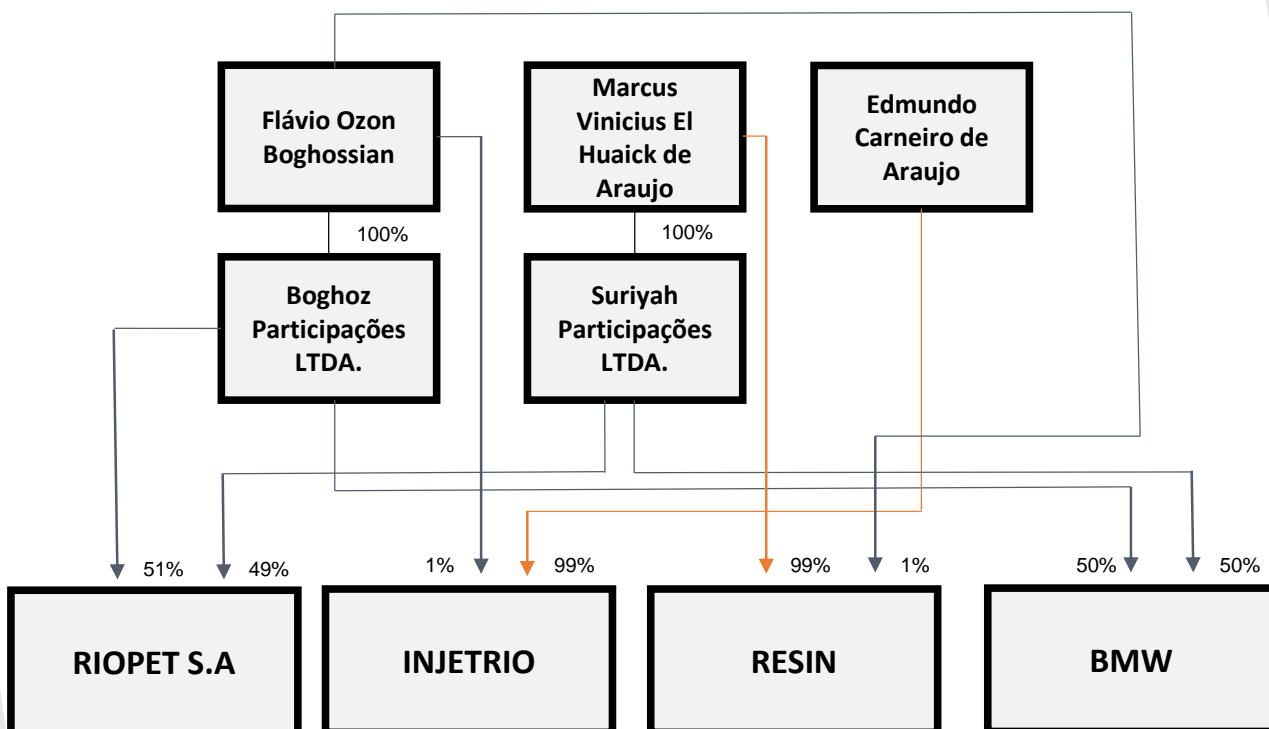 Flávio Ozon
Boghossian
Marcus
Vinicius El
Huaick de
Araujo
Edmundo
Carneiro de
Araujo
100%
100%
Boghoz
Participações
LTDA.
Suriyah
Participações
LTDA.
51%
49%
1%
99%
99%
1%
50%
50%
RIOPET S.A
INJETRIO
RESIN
BMW